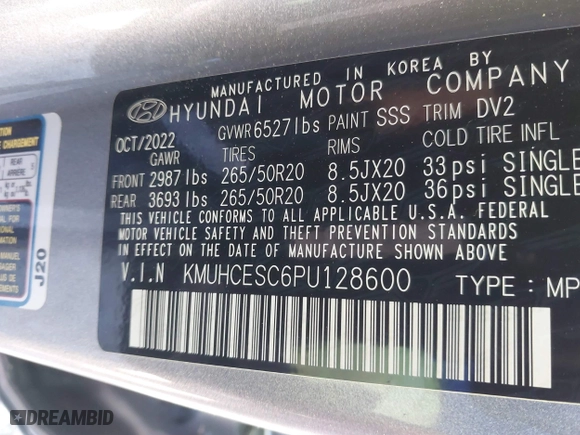 MANUFACTURED IN KOREA BY
HYUNDAI MOTOR COMPANY
OCT/2022 GVWR 6527lbs PAINT SSS TRIM DV2
GAWR TIRES RIMS COLD TIRE INFL
FRONT 2987lbs 265/50R20 8.5JX20 33psi SINGLE
REAR 3693lbs 265/50R20 8.5JX20 36psi SINGLE
THIS VEHICLE CONFORMS TO ALL APPLICABLE U.S.A. FEDERAL
MOTOR VEHICLE SAFETY AND THEFT PREVENTION STANDARDS
IN EFFECT ON THE DATE OF MANUFACTURE SHOWN ABOVE
V.I.N KMUHCESC6PU128600 TYPE : MP
REAR
ARRIÈRE
J20
DREAMBID